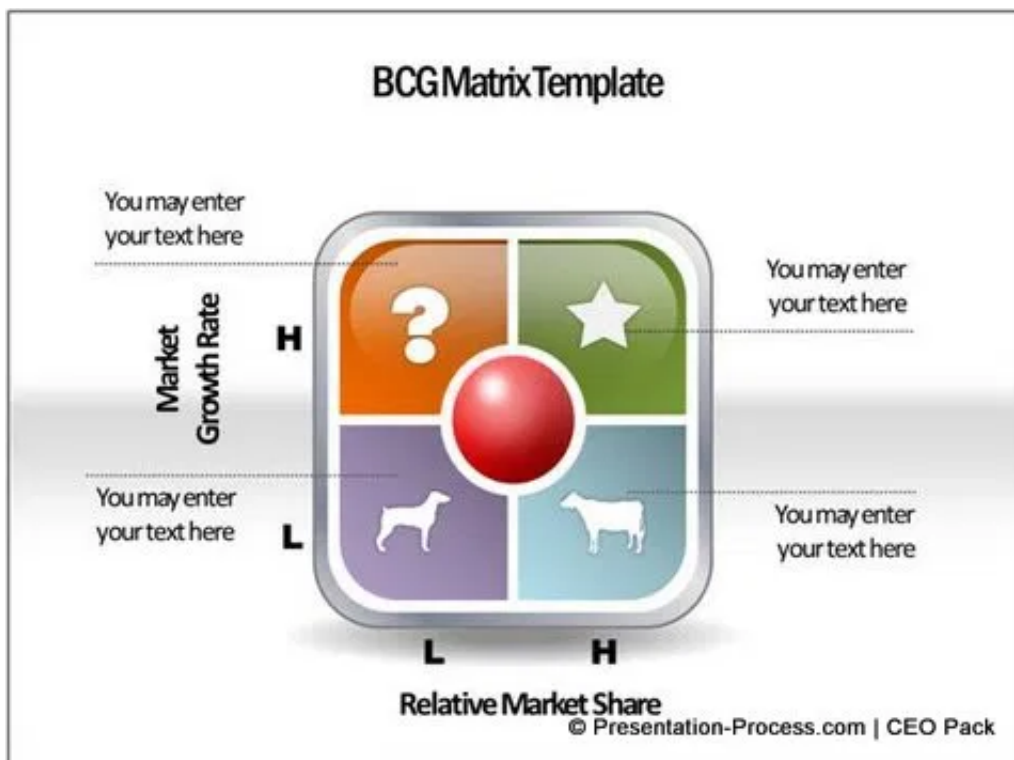 BCG Matrix Template
You may enter
your text here
You may enter
your text here
Market
Growth Rate
H
You may enter
your text here
L
You may enter
your text here
L H
Relative Market Share
© Presentation-Process.com | CEO Pack